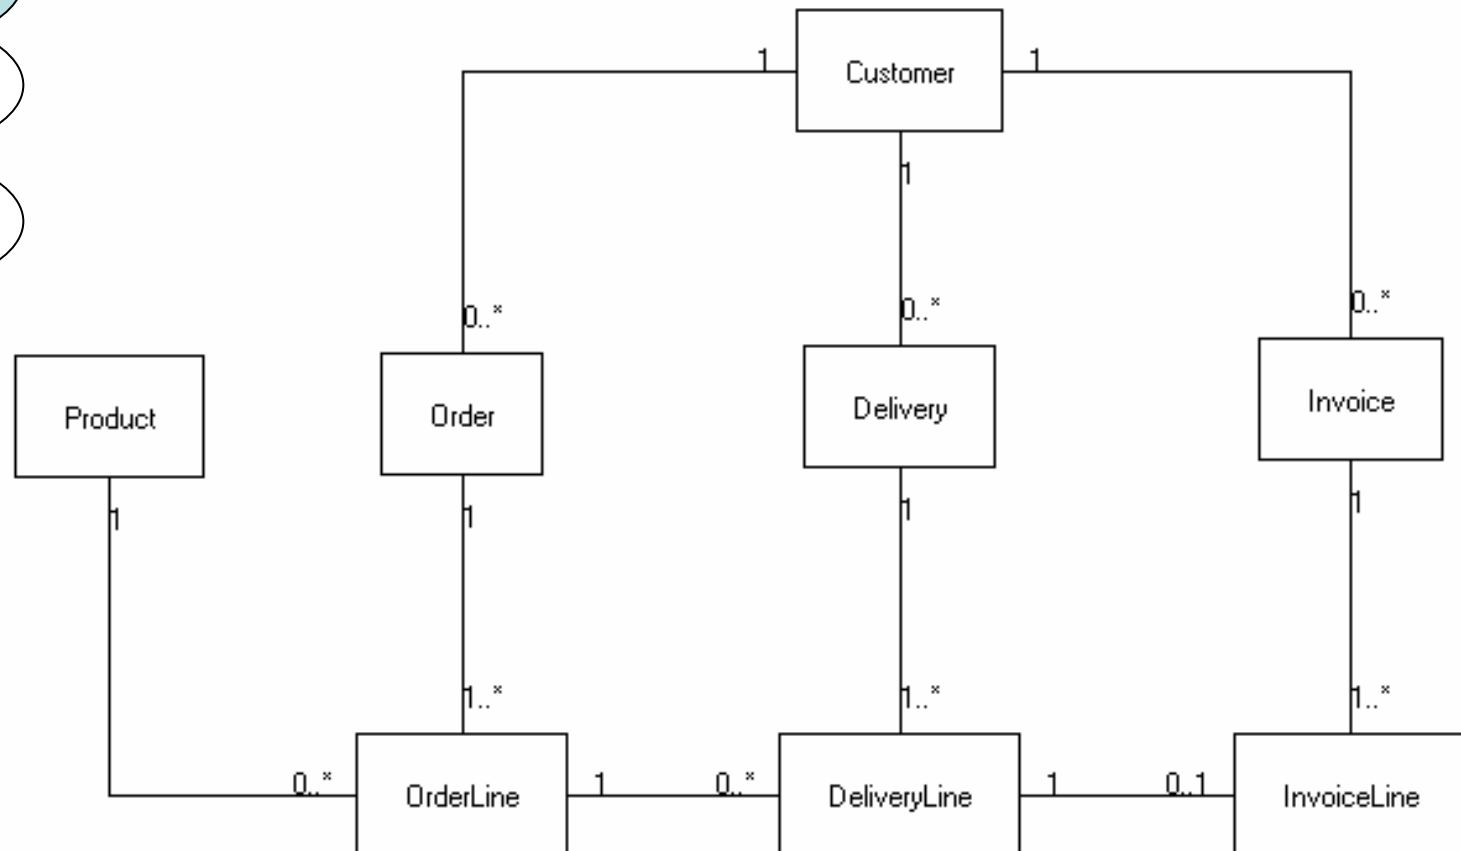 1
Customer
1
1
0..*
0..*
0..*
Product
Order
Delivery
Invoice
1
1
1
1
1..*
1..*
1..*
0..*
OrderLine
1
0..*
DeliveryLine
1
0..1
InvoiceLine